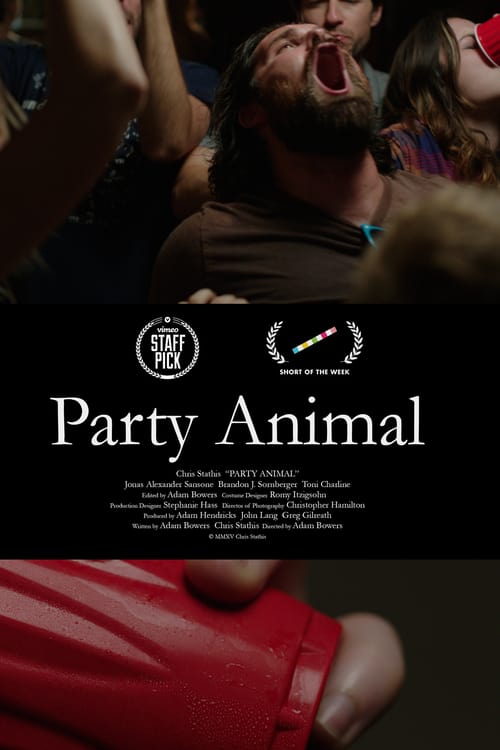 vimeo
STAFF
PICK
SHORT OF THE WEEK
Party Animal
Chris Stathis "PARTY ANIMAL"
Jonas Alexander Sansone Brandon J. Sornberger Toni Charline
Edited by Adam Bowers Costume Designer Romy Itzigsohn
Production Designer Stephanie Hass Director of Photography Christopher Hamilton
Produced by Adam Hendricks John Lang Greg Gilreath
Written by Adam Bowers Chris Stathis Directed by Adam Bowers
© MMXV Chris Stathis